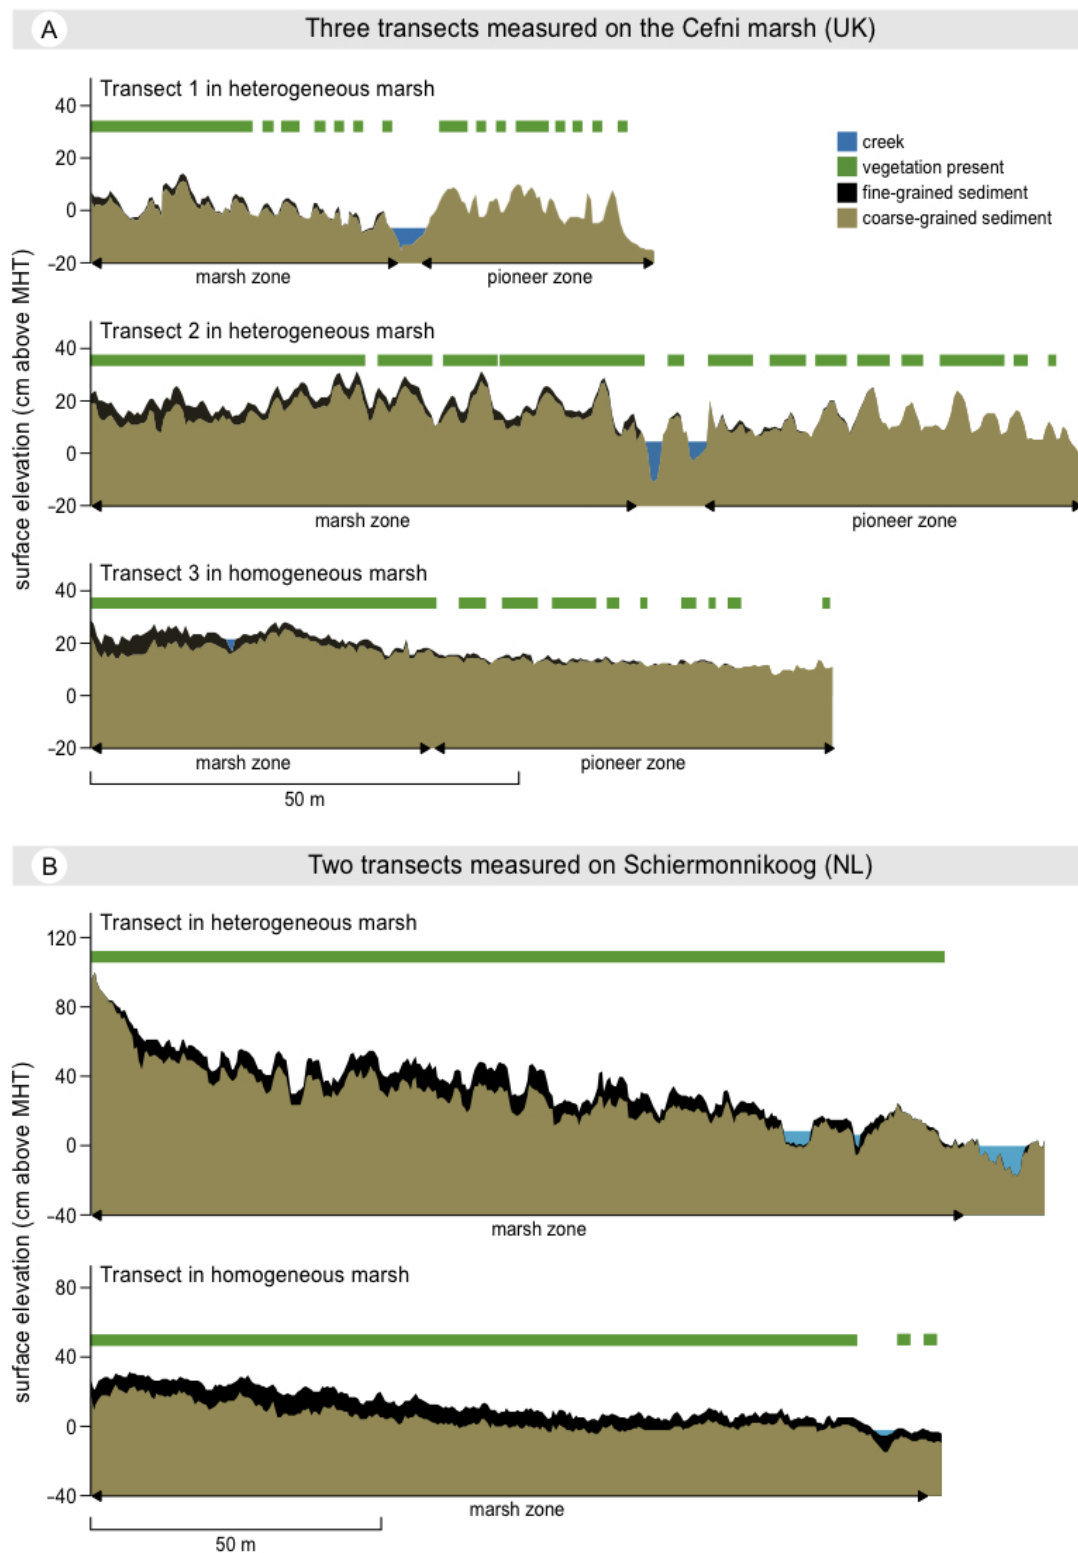 A
Three transects measured on the Cefni marsh (UK)
surface elevation (cm above MHT)
Transect 1 in heterogeneous marsh
40
20
0
–20
marsh zone
pioneer zone
creek
vegetation present
fine-grained sediment
coarse-grained sediment
Transect 2 in heterogeneous marsh
40
20
0
–20
marsh zone
pioneer zone
Transect 3 in homogeneous marsh
40
20
0
–20
marsh zone
pioneer zone
50 m
B
Two transects measured on Schiermonnikoog (NL)
surface elevation (cm above MHT)
Transect in heterogeneous marsh
120
80
40
0
–40
marsh zone
Transect in homogeneous marsh
80
40
0
–40
marsh zone
50 m